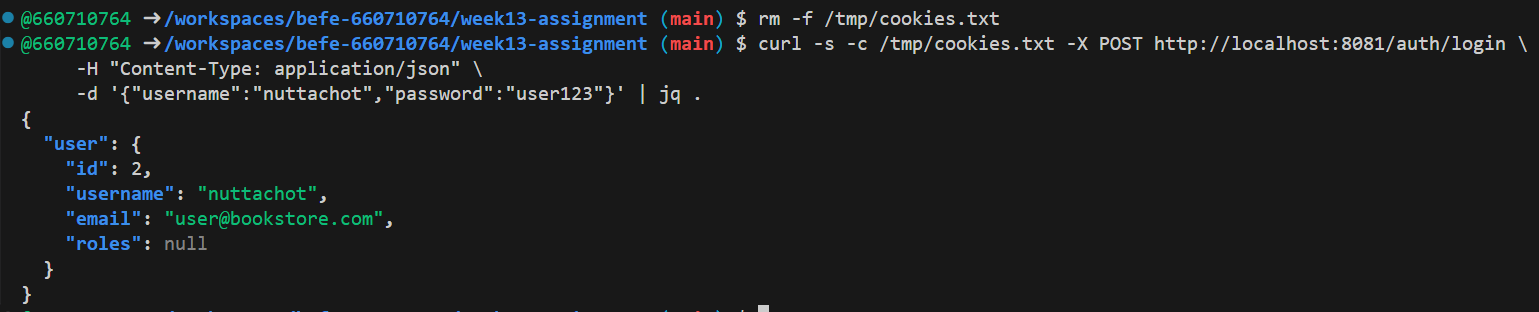 @660710764 ➜/workspaces/befe-660710764/week13-assignment (main) $ rm -f /tmp/cookies.txt
@660710764 ➜/workspaces/befe-660710764/week13-assignment (main) $ curl -s -c /tmp/cookies.txt -X POST http://localhost:8081/auth/login \
-H "Content-Type: application/json" \
-d '{"username":"nuttachot","password":"user123"}' | jq .
{
"user": {
"id": 2,
"username": "nuttachot",
"email": "user@bookstore.com",
"roles": null
}
}